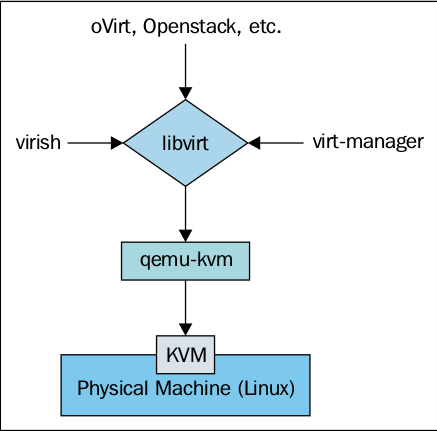 oVirt, Openstack, etc.
virish
libvirt
virt-manager
qemu-kvm
KVM
Physical Machine (Linux)